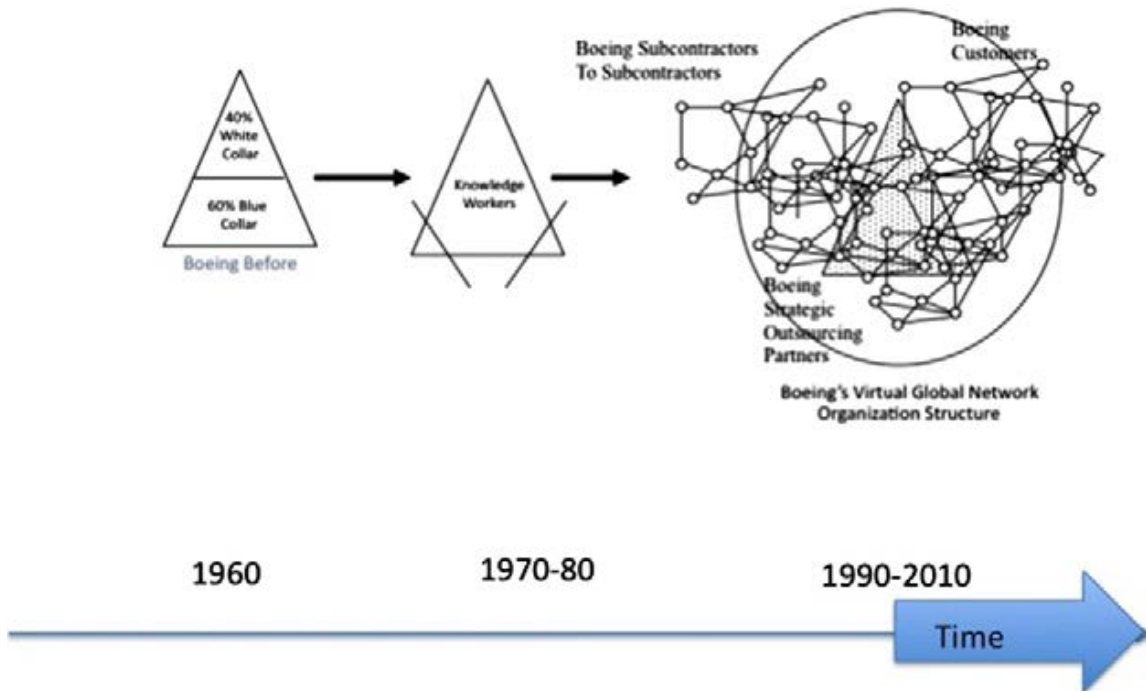 40%
White
Collar
60% Blue
Collar
Boeing Before
Knowledge
Workers
Boeing Subcontractors
To Subcontractors
Boeing
Customers
Boeing
Strategic
Outsourcing
Partners
Boeing's Virtual Global Network
Organization Structure
1960
1970-80
1990-2010
Time